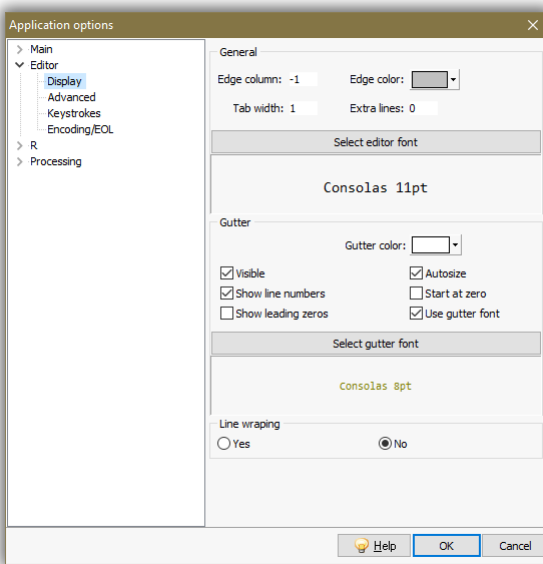 Application options
Main
Editor
Display
Advanced
Keystrokes
Encoding/EOL
R
Processing
General
Edge column: -1 Edge color:
Tab width: 1 Extra lines: 0
Select editor font
Consolas 11pt
Gutter
Gutter color:
Visible Autosize
Show line numbers Start at zero
Show leading zeros Use gutter font
Select gutter font
Consolas 8pt
Line wraping
Yes No
Help OK Cancel